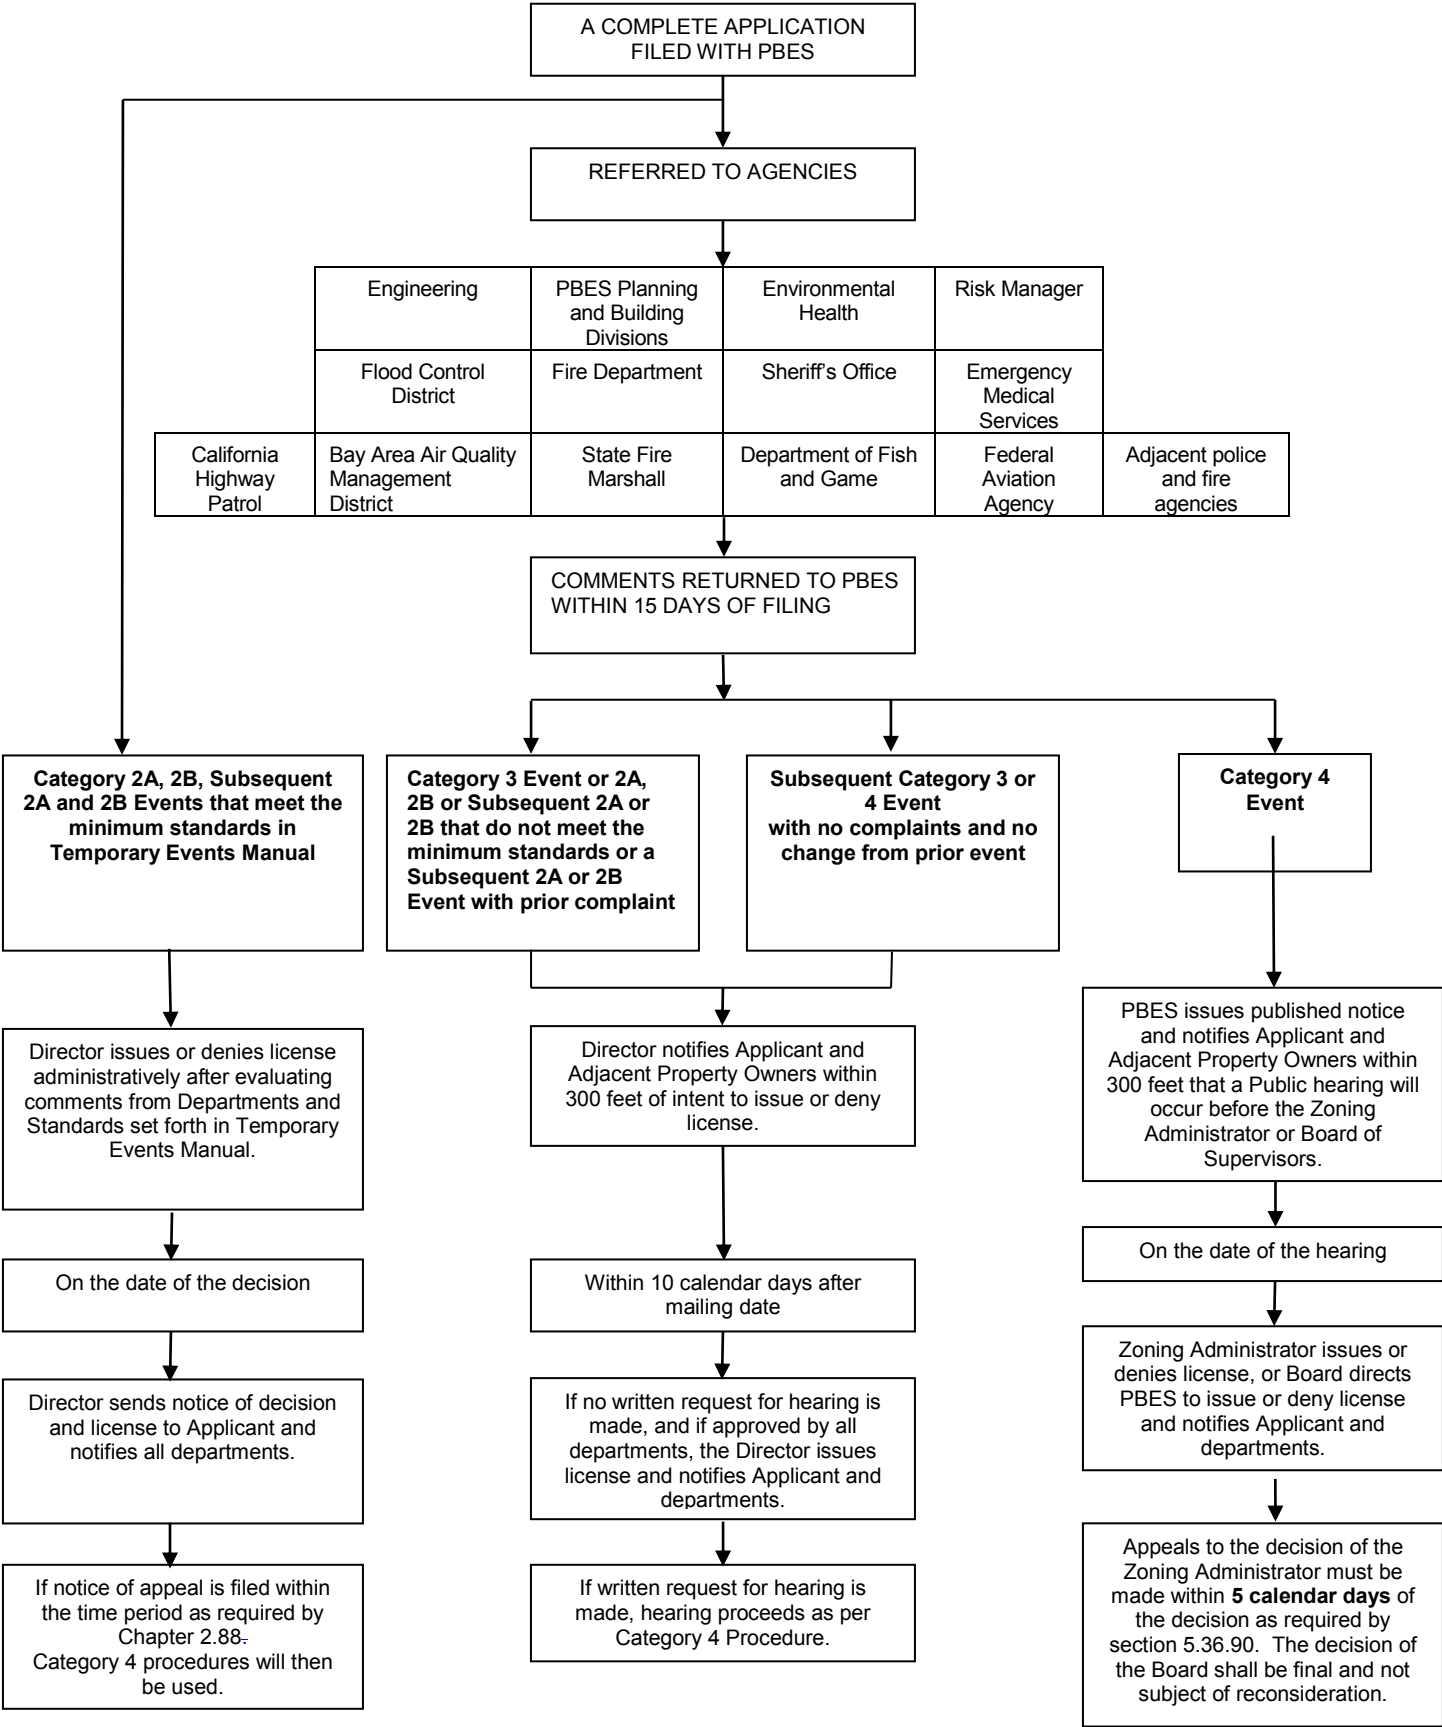 A COMPLETE APPLICATION
FILED WITH PBES
REFERRED TO AGENCIES
Engineering
PBES Planning
and Building
Divisions
Environmental
Health
Risk Manager
Flood Control
District
Fire Department
Sheriff's Office
Emergency
Medical
Services
California
Highway
Patrol
Bay Area Air Quality
Management
District
State Fire
Marshall
Department of Fish
and Game
Federal
Aviation
Agency
Adjacent police
and fire
agencies
COMMENTS RETURNED TO PBES
WITHIN 15 DAYS OF FILING
Category 2A, 2B, Subsequent
2A and 2B Events that meet the
minimum standards in
Temporary Events Manual
Category 3 Event or 2A,
2B or Subsequent 2A or
2B that do not meet the
minimum standards or a
Subsequent 2A or 2B
Event with prior complaint
Subsequent Category 3 or
4 Event
with no complaints and no
change from prior event
Category 4
Event
Director issues or denies license
administratively after evaluating
comments from Departments and
Standards set forth in Temporary
Events Manual.
Director notifies Applicant and
Adjacent Property Owners within
300 feet of intent to issue or deny
license.
PBES issues published notice
and notifies Applicant and
Adjacent Property Owners within
300 feet that a Public hearing will
occur before the Zoning
Administrator or Board of
Supervisors.
On the date of the decision
Within 10 calendar days after
mailing date
On the date of the hearing
Director sends notice of decision
and license to Applicant and
notifies all departments.
If no written request for hearing is
made, and if approved by all
departments, the Director issues
license and notifies Applicant and
departments.
Zoning Administrator issues or
denies license, or Board directs
PBES to issue or deny license
and notifies Applicant and
departments.
If notice of appeal is filed within
the time period as required by
Chapter 2.88.
Category 4 procedures will then
be used.
If written request for hearing is
made, hearing proceeds as per
Category 4 Procedure.
Appeals to the decision of the
Zoning Administrator must be
made within 5 calendar days of
the decision as required by
section 5.36.90.  The decision of
the Board shall be final and not
subject of reconsideration.